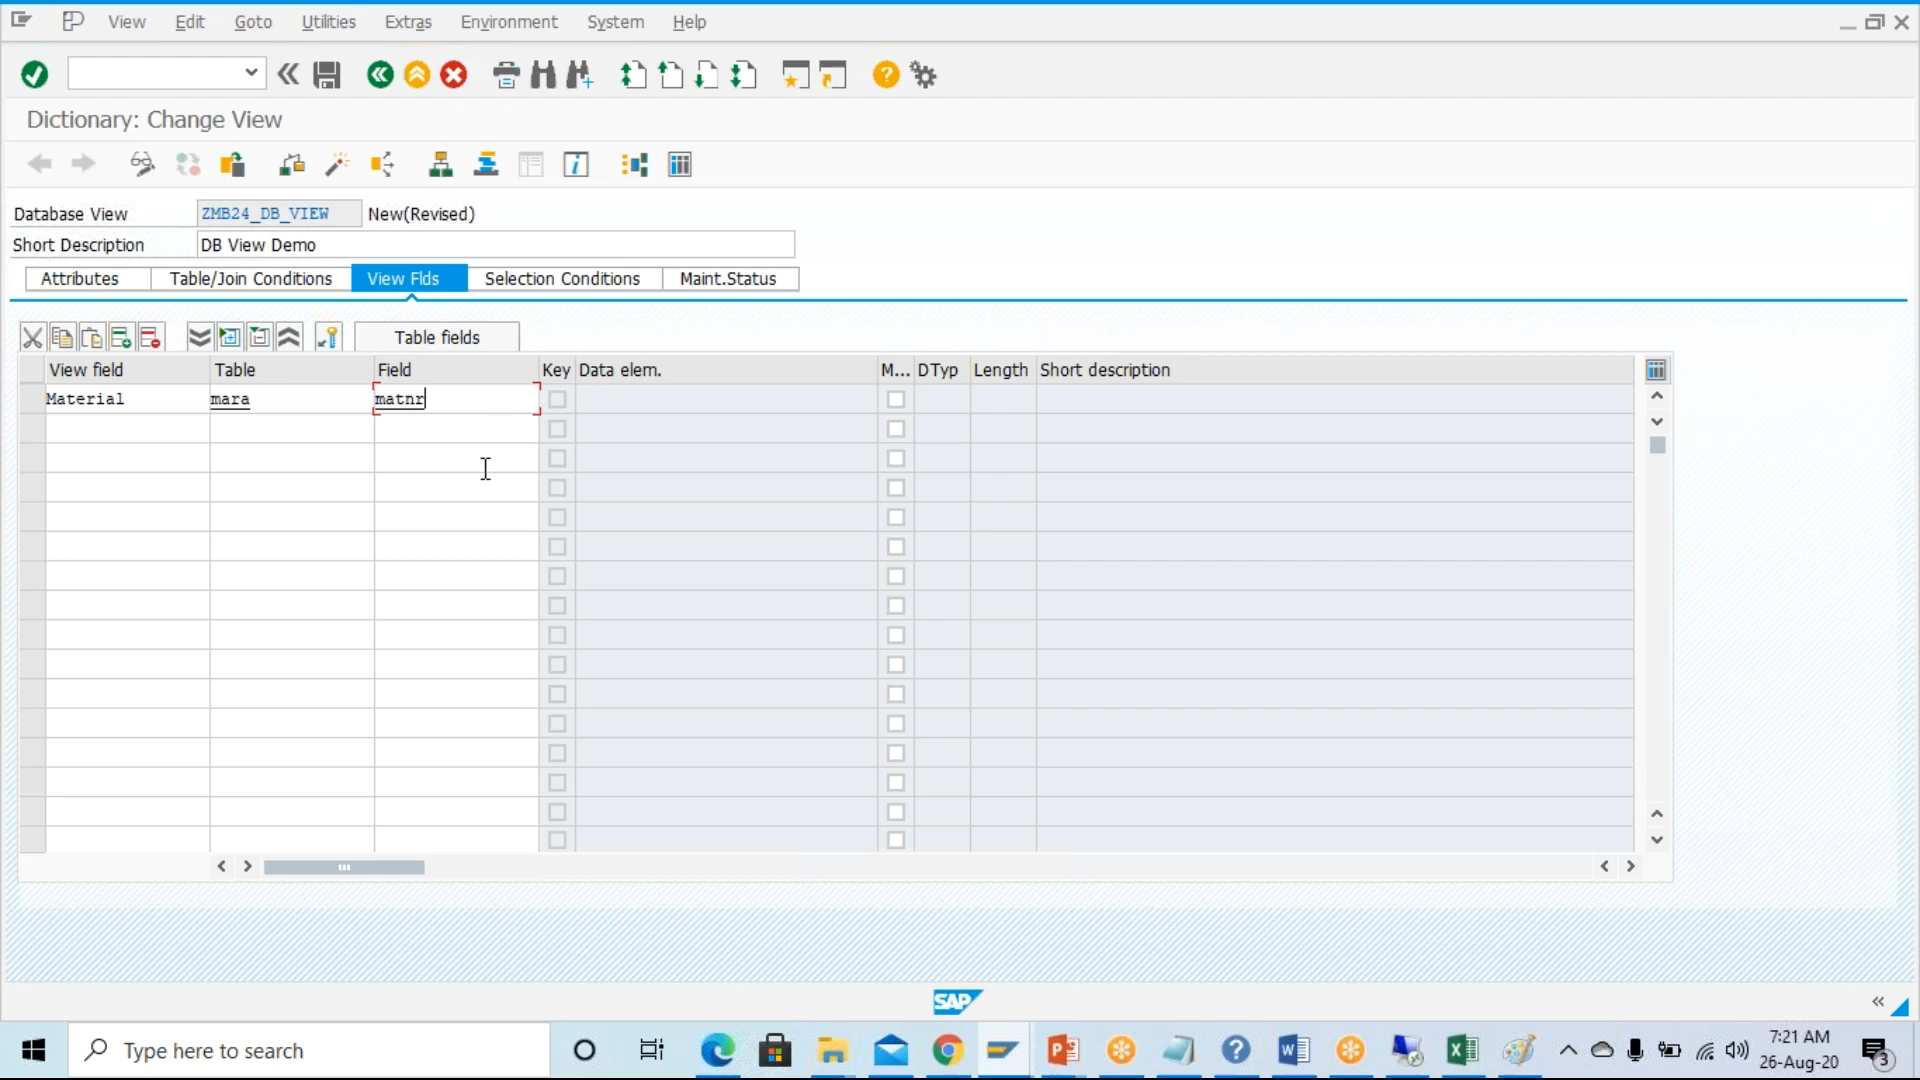 View Edit Goto Utilities Extras Environment System Help
Dictionary: Change View
Database View ZMB24_DB_VIEW New(Revised)
Short Description DB View Demo
Attributes Table/Join Conditions View Flds Selection Conditions Maint.Status
Table fields
View field Table Field Key Data elem. M... DTyp Length Short description
Material mara matnr
SAP
Type here to search
7:21 AM
26-Aug-20
3